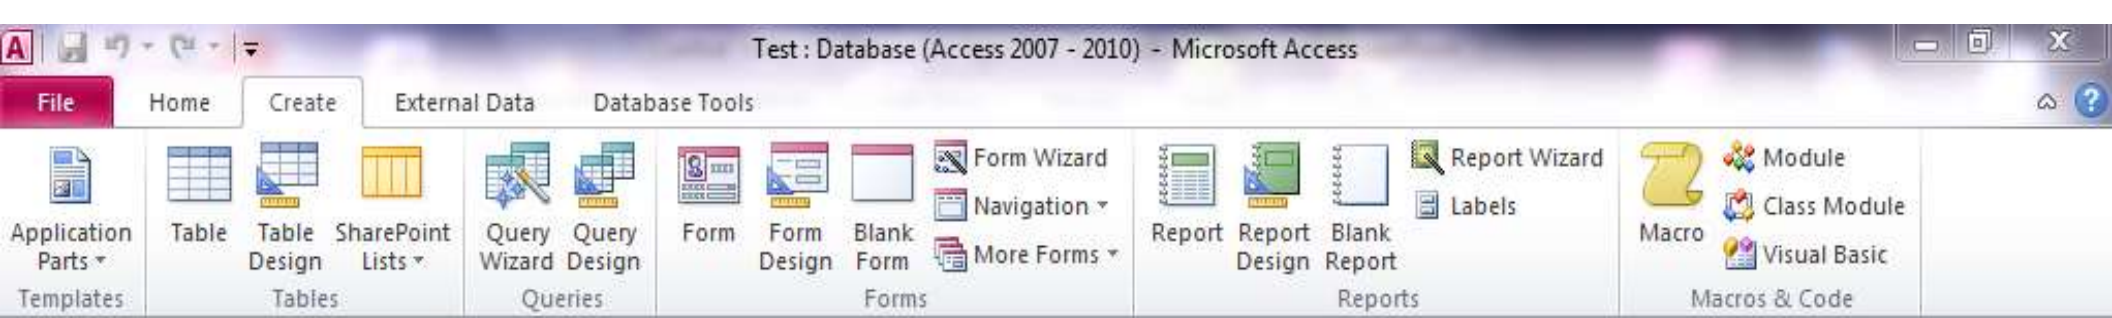 A
Test : Database (Access 2007 - 2010) - Microsoft Access
File Home Create External Data Database Tools
?
Application Parts
Templates
Table
Table Design
SharePoint Lists
Tables
Query Wizard
Query Design
Queries
Form
Form Design
Blank Form
Form Wizard
Navigation
More Forms
Forms
Report
Report Design
Blank Report
Report Wizard
Labels
Reports
Macro
Module
Class Module
Visual Basic
Macros & Code